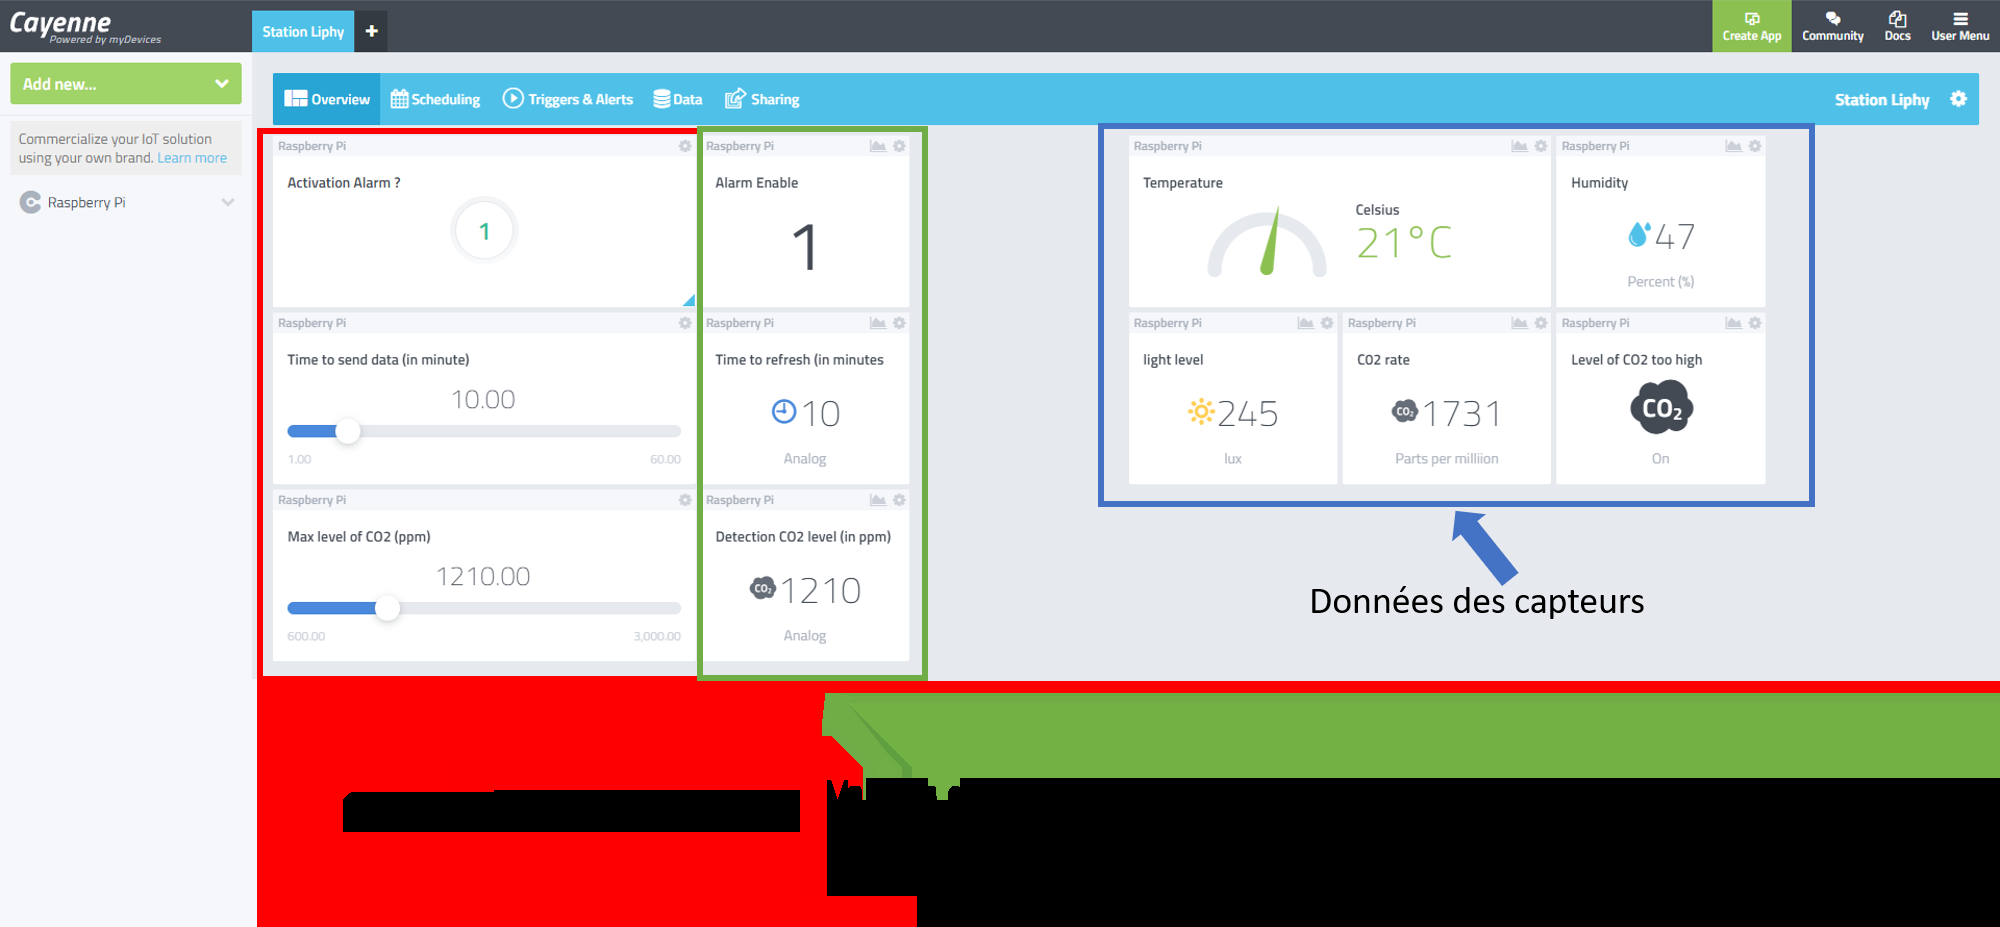 Cayenne
Powered by myDevices
Station Liphy
+
Create App
Community
Docs
User Menu
Add new...
Commercialize your IoT solution
using your own brand. Learn more
Raspberry Pi
Overview
Scheduling
Triggers & Alerts
Data
Sharing
Station Liphy
Raspberry Pi
Activation Alarm ?
1
Raspberry Pi
Alarm Enable
1
Raspberry Pi
Temperature
Celsius
21°C
Raspberry Pi
Humidity
47
Percent (%)
Raspberry Pi
Time to send data (in minute)
10.00
1.00
60.00
Raspberry Pi
Time to refresh (in minutes
10
Analog
Raspberry Pi
light level
245
lux
Raspberry Pi
C02 rate
CO2
1731
Parts per milliion
Raspberry Pi
Level of CO2 too high
CO2
On
Raspberry Pi
Max level of CO2 (ppm)
1210.00
600.00
3,000.00
Raspberry Pi
Detection CO2 level (in ppm)
CO2
1210
Analog
Données des capteurs